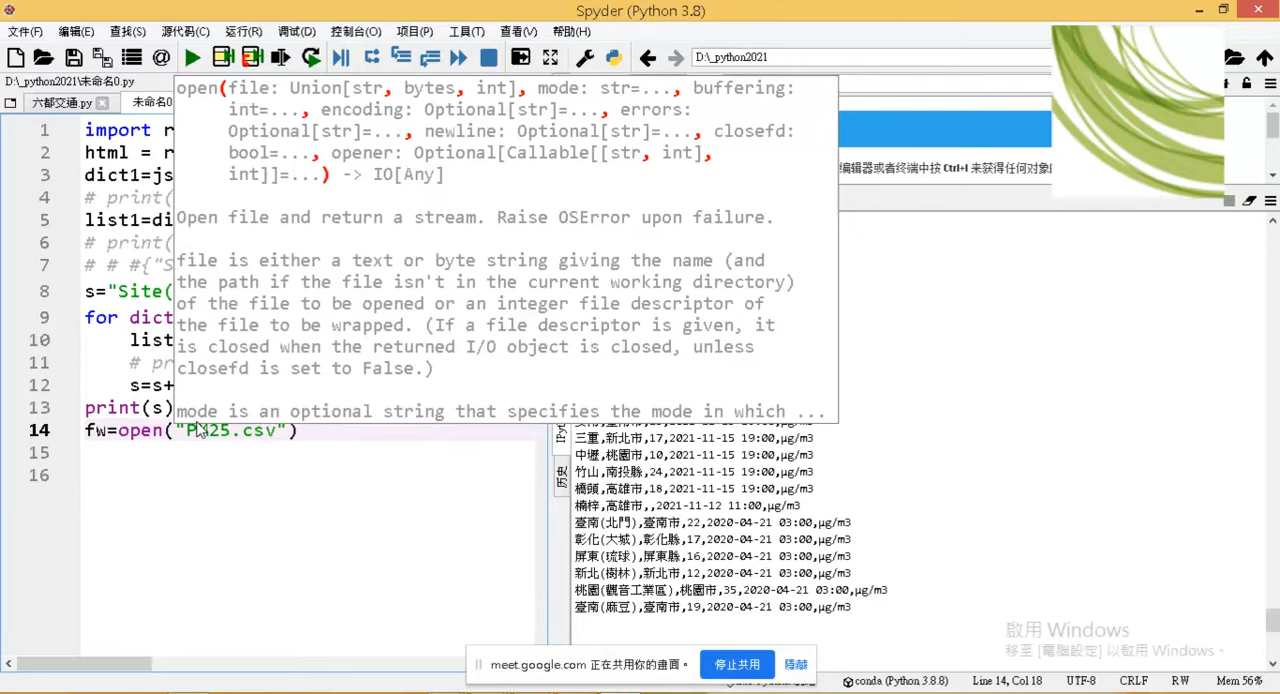 Spyder (Python 3.8)
文件(F) 编辑(E) 查找(S) 源代码(C) 运行(R) 调试(D) 控制台(O) 项目(P) 工具(T) 查看(V) 帮助(H)
D:\_python2021
D:\_python2021\未命名0.py
六都交通.py 未命名0
1 import r
2 html = r
3 dict1=js
4 # print(
5 list1=di
6 # print(
7 # # #{"S
8 s="Site(
9 for dict
10 list
11 # pr
12 s=s+
13 print(s)
14 fw=open("PM25.csv")
15
16
open(file: Union[str, bytes, int], mode: str=..., buffering:
int=..., encoding: Optional[str]=..., errors:
Optional[str]=..., newline: Optional[str]=..., closefd:
bool=..., opener: Optional[Callable[[str, int],
int]]=...) -> IO[Any]
Open file and return a stream. Raise OSError upon failure.
file is either a text or byte string giving the name (and
the path if the file isn't in the current working directory)
of the file to be opened or an integer file descriptor of
the file to be wrapped. (If a file descriptor is given, it
is closed when the returned I/O object is closed, unless
closefd is set to False.)
mode is an optional string that specifies the mode in which ...
编辑器或者终端中按 Ctrl+I 来获得任何对象
历史
三重,新北市,17,2021-11-15 19:00,μg/m3
中壢,桃園市,10,2021-11-15 19:00,μg/m3
竹山,南投縣,24,2021-11-15 19:00,μg/m3
橋頭,高雄市,18,2021-11-15 19:00,μg/m3
楠梓,高雄市,,2021-11-12 11:00,μg/m3
臺南(北門),臺南市,22,2020-04-21 03:00,μg/m3
彰化(大城),彰化縣,17,2020-04-21 03:00,μg/m3
屏東(琉球),屏東縣,16,2020-04-21 03:00,μg/m3
新北(樹林),新北市,12,2020-04-21 03:00,μg/m3
桃園(觀音工業區),桃園市,35,2020-04-21 03:00,μg/m3
臺南(麻豆),臺南市,19,2020-04-21 03:00,μg/m3
啟用 Windows
移至 [電腦設定] 以啟用 Windows。
meet.google.com 正在共用你的畫面。 停止共用 隱藏
conda (Python 3.8.8) Line 14, Col 18 UTF-8 CRLF RW Mem 56%